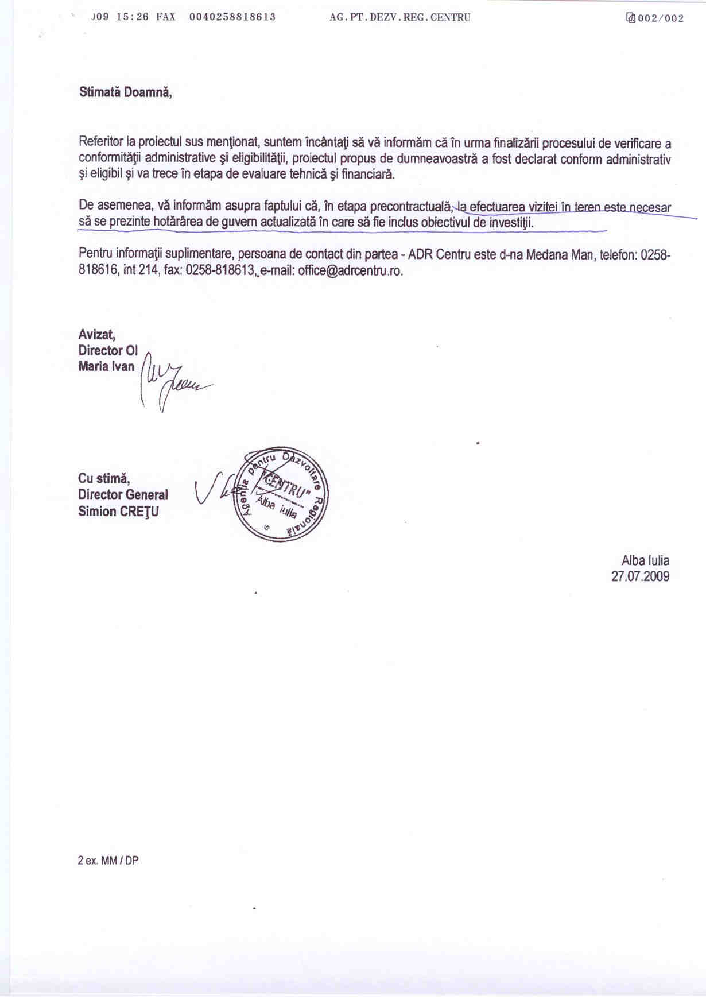 J09 15:26 FAX 0040258818613 AG.PT.DEZV.REG.CENTRU 002/002
Stimată Doamnă,
Referitor la proiectul sus menţionat, suntem încântaţi să vă informăm că în urma finalizării procesului de verificare a
conformităţii administrative şi eligibilităţii, proiectul propus de dumneavoastră a fost declarat conform administrativ
şi eligibil şi va trece în etapa de evaluare tehnică şi financiară.
De asemenea, vă informăm asupra faptului că, în etapa precontractuală, la efectuarea vizitei în teren este necesar
să se prezinte hotărârea de guvern actualizată în care să fie inclus obiectivul de investiţii.
Pentru informaţii suplimentare, persoana de contact din partea - ADR Centru este d-na Medana Man, telefon: 0258-
818616, int 214, fax: 0258-818613, e-mail: office@adrcentru.ro.
Avizat,
Director OI
Maria Ivan
Cu stimă,
Director General
Simion CREŢU
Agenţia pentru Dezvoltare Regională
"CENTRU"
Alba Iulia
Alba Iulia
27.07.2009
2 ex. MM / DP